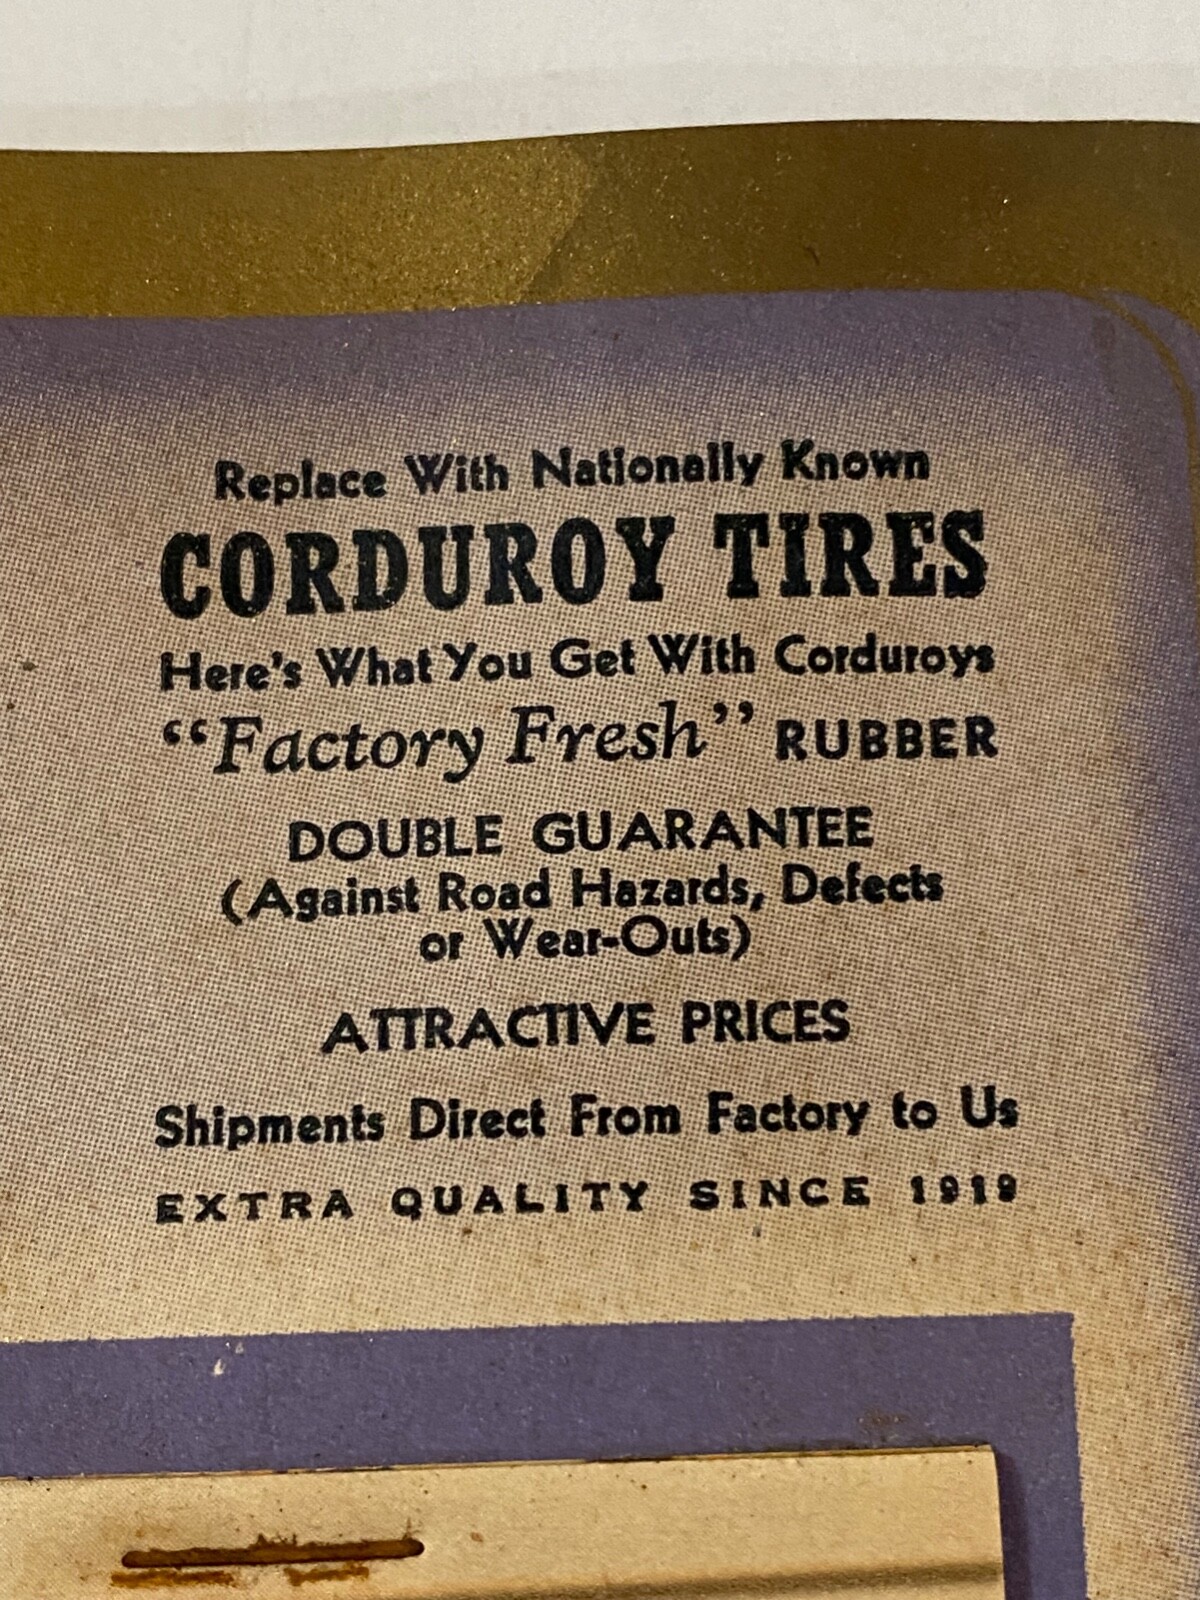 Replace With Nationally Known
CORDUROY TIRES
Here's What You Get With Corduroys
"Factory Fresh" RUBBER
DOUBLE GUARANTEE
(Against Road Hazards, Defects
or Wear-Outs)
ATTRACTIVE PRICES
Shipments Direct From Factory to Us
EXTRA QUALITY SINCE 1919